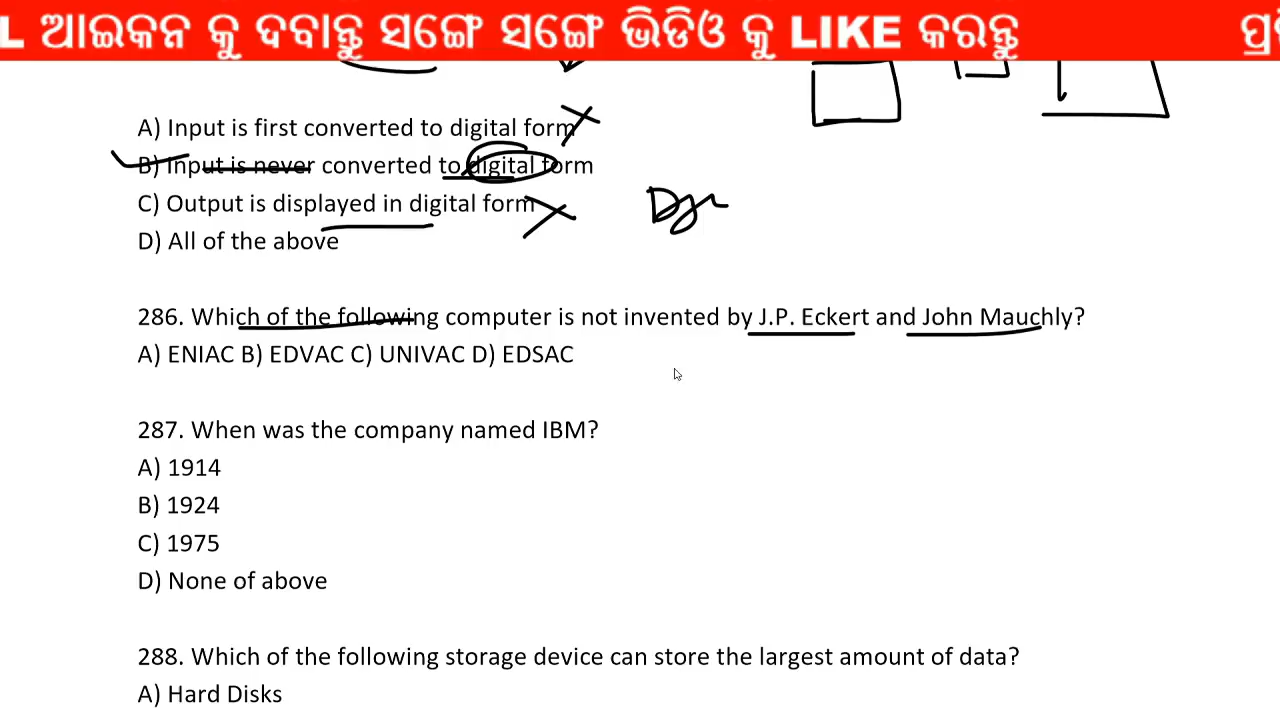 L ଆଇକନ କୁ ଦବାନ୍ତୁ ସଙ୍ଗେ ସଙ୍ଗେ ଭିଡିଓ କୁ LIKE କରନ୍ତୁ
A) Input is first converted to digital form
B) Input is never converted to digital form
C) Output is displayed in digital form
D) All of the above
286. Which of the following computer is not invented by J.P. Eckert and John Mauchly?
A) ENIAC B) EDVAC C) UNIVAC D) EDSAC
287. When was the company named IBM?
A) 1914
B) 1924
C) 1975
D) None of above
288. Which of the following storage device can store the largest amount of data?
A) Hard Disks